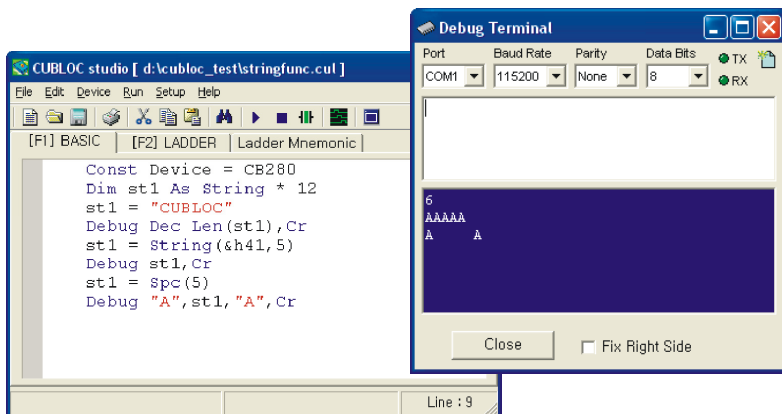 CUBLOC studio [ d:\cubloc_test\stringfunc.cul ]
File Edit Device Run Setup Help
[F1] BASIC [F2] LADDER Ladder Mnemonic
Const Device = CB280
Dim st1 As String * 12
st1 = "CUBLOC"
Debug Dec Len(st1),Cr
st1 = String(&h41,5)
Debug st1,Cr
st1 = Spc(5)
Debug "A",st1,"A",Cr
Line : 9
Debug Terminal
Port Baud Rate Parity Data Bits
COM1 115200 None 8
TX
RX
6
AAAAA
A     A
Close Fix Right Side